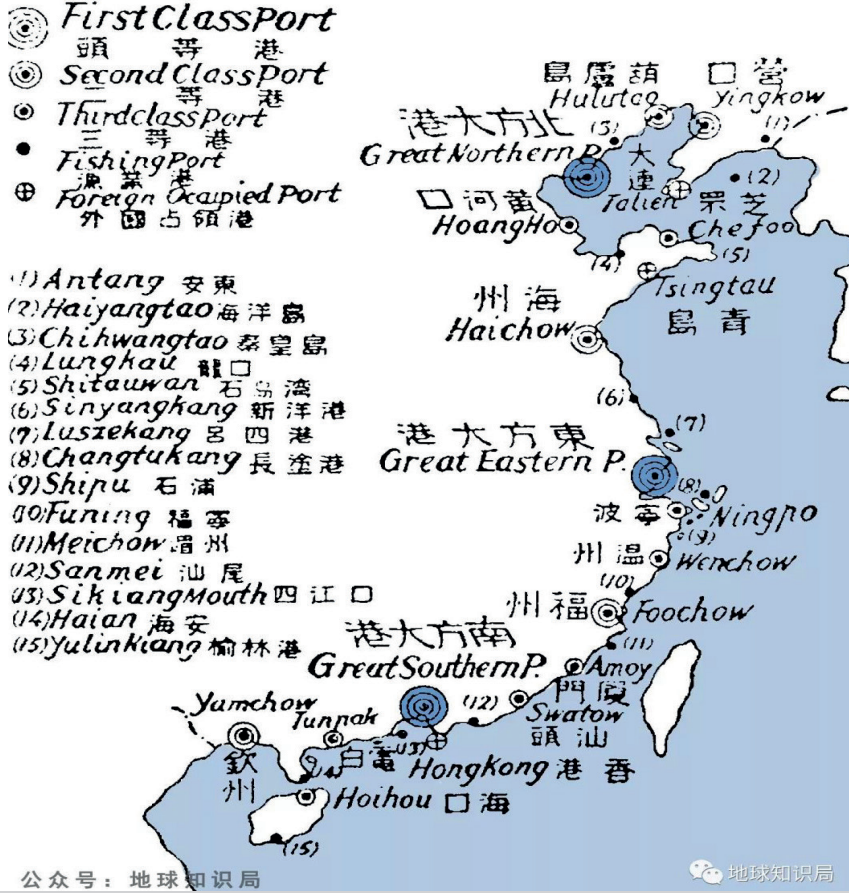 First Class Port
頭等港
Second Class Port
二等港
Third class Port
三等港
Fishing Port
漁業港
Foreign Ocapied Port
外國占領港
(1) Antang 安東
(2) Haiyangtao 海洋島
(3) Chihwangtao 秦皇島
(4) Lungkau 龍口
(5) Shitauwan 石岛湾
(6) Sinyangkang 新洋港
(7) Luszekang 呂四港
(8) Changtukang 長塗港
(9) Shipu 石浦
(10) Funing 福寧
(11) Meichow 湄州
(12) Sanmei 汕尾
(13) Sikiang Mouth 四江口
(14) Haian 海安
(15) Yulinkiang 榆林港
島盧葫
Hulutao
口營
Yingkow
(1)
港大方北
Great Northern P.
(3)
大連
Talien
(2)
口河黃
Hoang Ho
罘芝
Chefoo
(4)
(5)
Tsingtau
島青
州海
Haichow
(6)
(7)
港大方東
Great Eastern P.
(8)
波寧
Ningpo
(9)
州温
Wenchow
(10)
州福
Foochow
(11)
港大方南
Great Southern P.
Amoy
門廈
(12)
Swatow
頭汕
Yamchow
欽州
Tunpak
白電
(13)
Hongkong 港香
(14)
Hoihou 口海
(15)
公众号：地球知识局
地球知识局